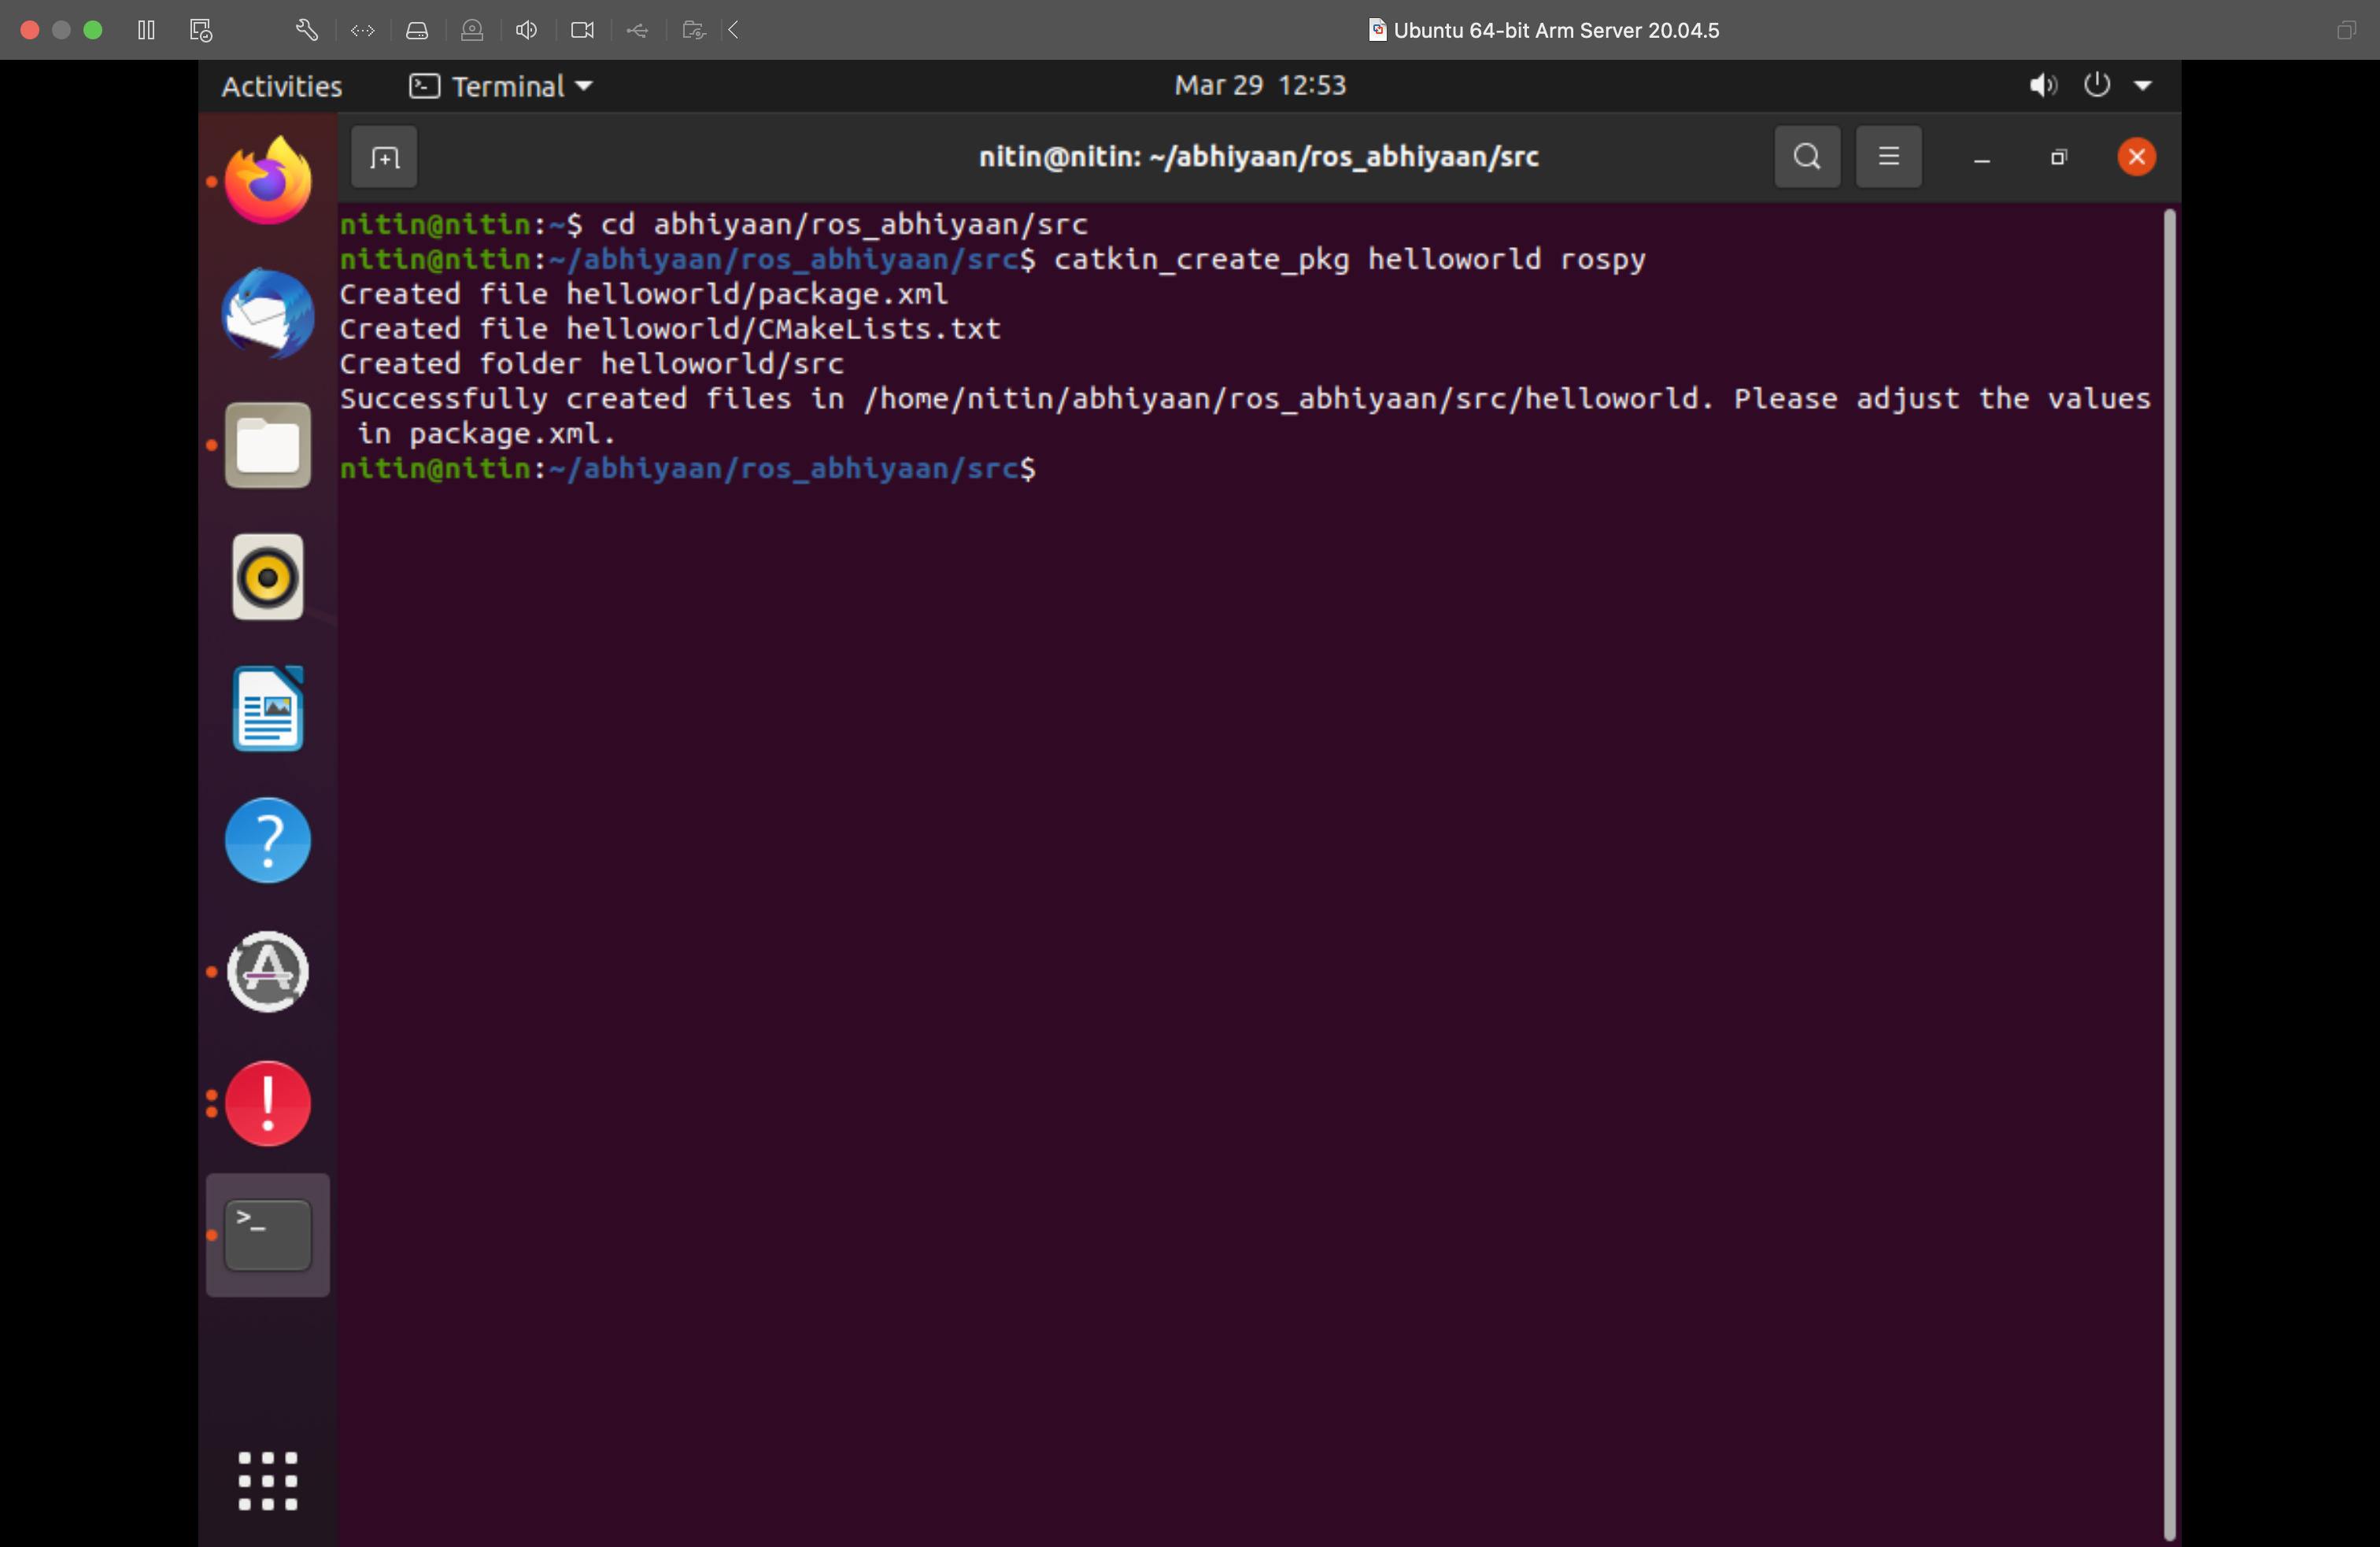 Ubuntu 64-bit Arm Server 20.04.5
Activities
Terminal
Mar 29 12:53
nitin@nitin: ~/abhiyaan/ros_abhiyaan/src
nitin@nitin:~$ cd abhiyaan/ros_abhiyaan/src
nitin@nitin:~/abhiyaan/ros_abhiyaan/src$ catkin_create_pkg helloworld rospy
Created file helloworld/package.xml
Created file helloworld/CMakeLists.txt
Created folder helloworld/src
Successfully created files in /home/nitin/abhiyaan/ros_abhiyaan/src/helloworld. Please adjust the values
 in package.xml.
nitin@nitin:~/abhiyaan/ros_abhiyaan/src$